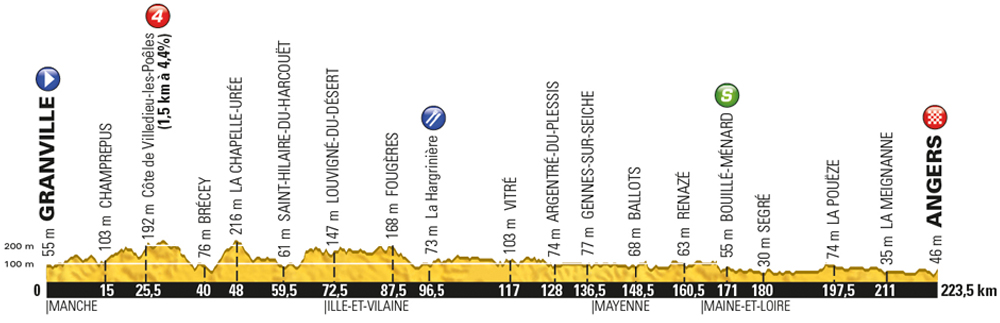 55 m GRANVILLE
103 m CHAMPREPUS
4
192 m Côte de Villedieu-les-Poêles
(1,5 km à 4,4%)
76 m BRÉCEY
216 m LA CHAPELLE-URÉE
61 m SAINT-HILAIRE-DU-HARCOUËT
147 m LOUVIGNÉ-DU-DÉSERT
168 m FOUGÈRES
73 m La Hargrinière
103 m VITRÉ
74 m ARGENTRÉ-DU-PLESSIS
77 m GENNES-SUR-SEICHE
68 m BALLOTS
63 m RENAZÉ
S
55 m BOUILLÉ-MÉNARD
30 m SEGRÉ
74 m LA POUËZE
35 m LA MEIGNANNE
46 m ANGERS
200 m
100 m
0 15 25,5 40 48 59,5 72,5 87,5 96,5 117 128 136,5 148,5 160,5 171 180 197,5 211 223,5 km
|MANCHE |ILLE-ET-VILAINE |MAYENNE |MAINE-ET-LOIRE